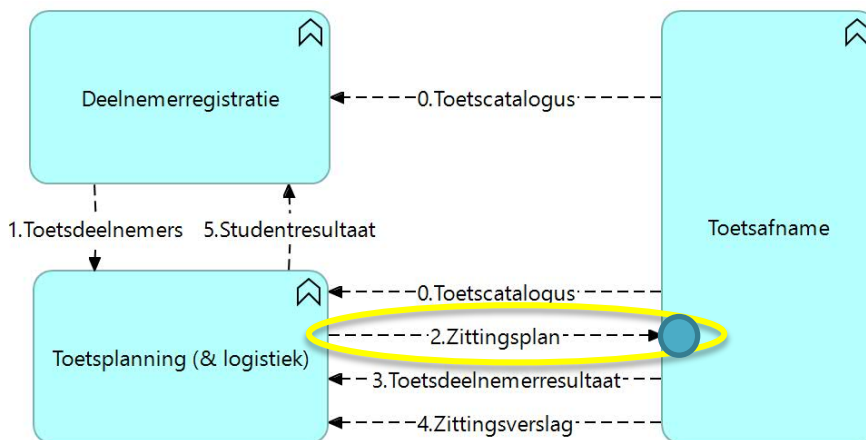 Deelnemerregistratie
0.Toetscatalogus
1.Toetsdeelnemers
5.Studentresultaat
Toetsafname
0.Toetscatalogus
2.Zittingsplan
Toetsplanning (& logistiek)
3.Toetsdeelnemerresultaat
4.Zittingsverslag